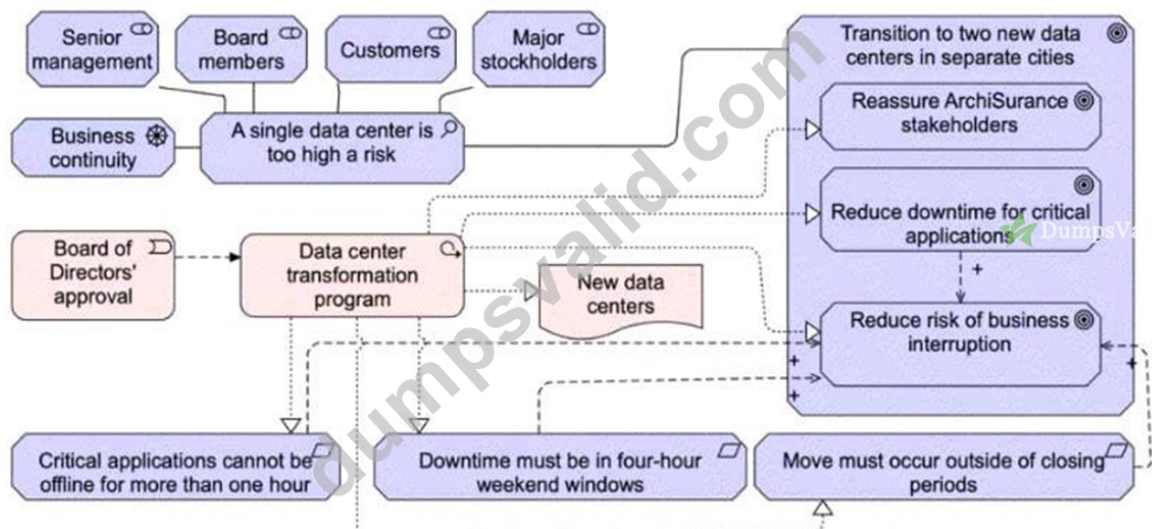 Senior
management
Board
members
Customers
Major
stockholders
Transition to two new data
centers in separate cities
Business
continuity
A single data center is
too high a risk
Reassure ArchiSurance
stakeholders
Reduce downtime for critical
applications
DumpsVa
Board of
Directors'
approval
Data center
transformation
program
New data
centers
+
Reduce risk of business
interruption
+
+
+
Critical applications cannot be
offline for more than one hour
Downtime must be in four-hour
weekend windows
Move must occur outside of closing
periods
dumpsvalid.com